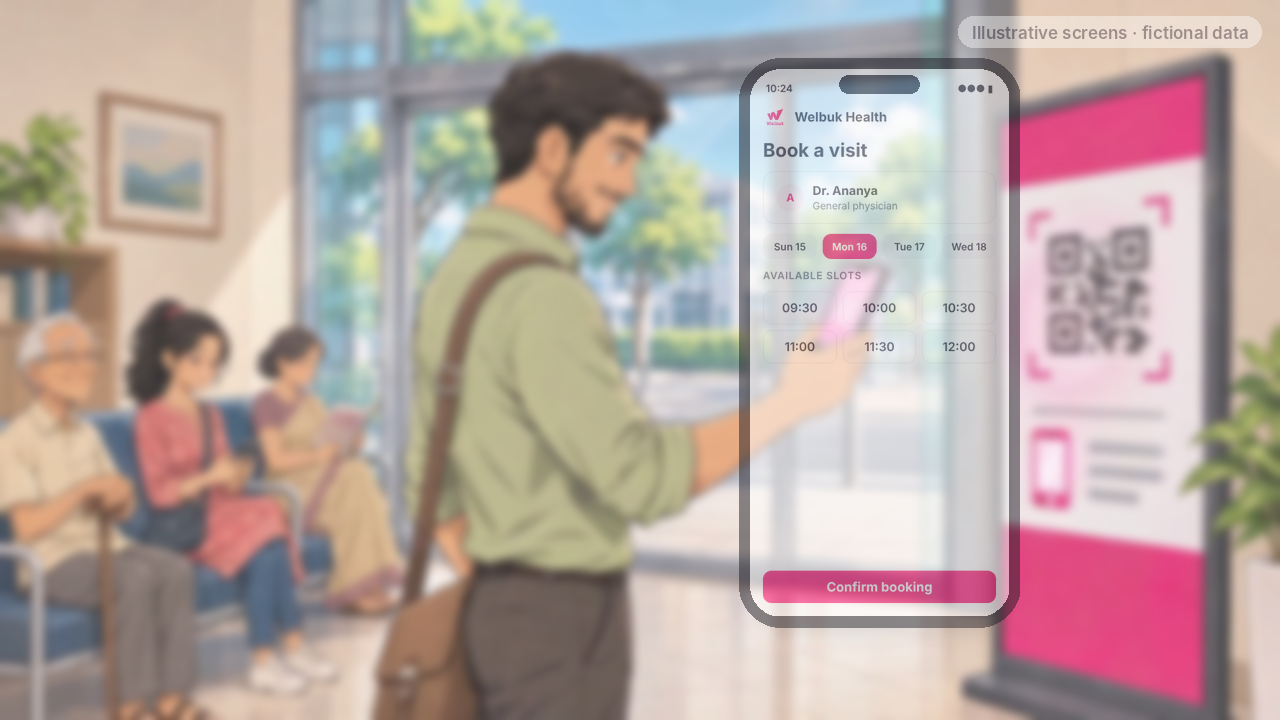 Illustrative screens · fictional data
10:24
Welbuk Health
Book a visit
A
Dr. Ananya
General physician
Sun 15
Mon 16
Tue 17
Wed 18
AVAILABLE SLOTS
09:30
10:00
10:30
11:00
11:30
12:00
Confirm booking